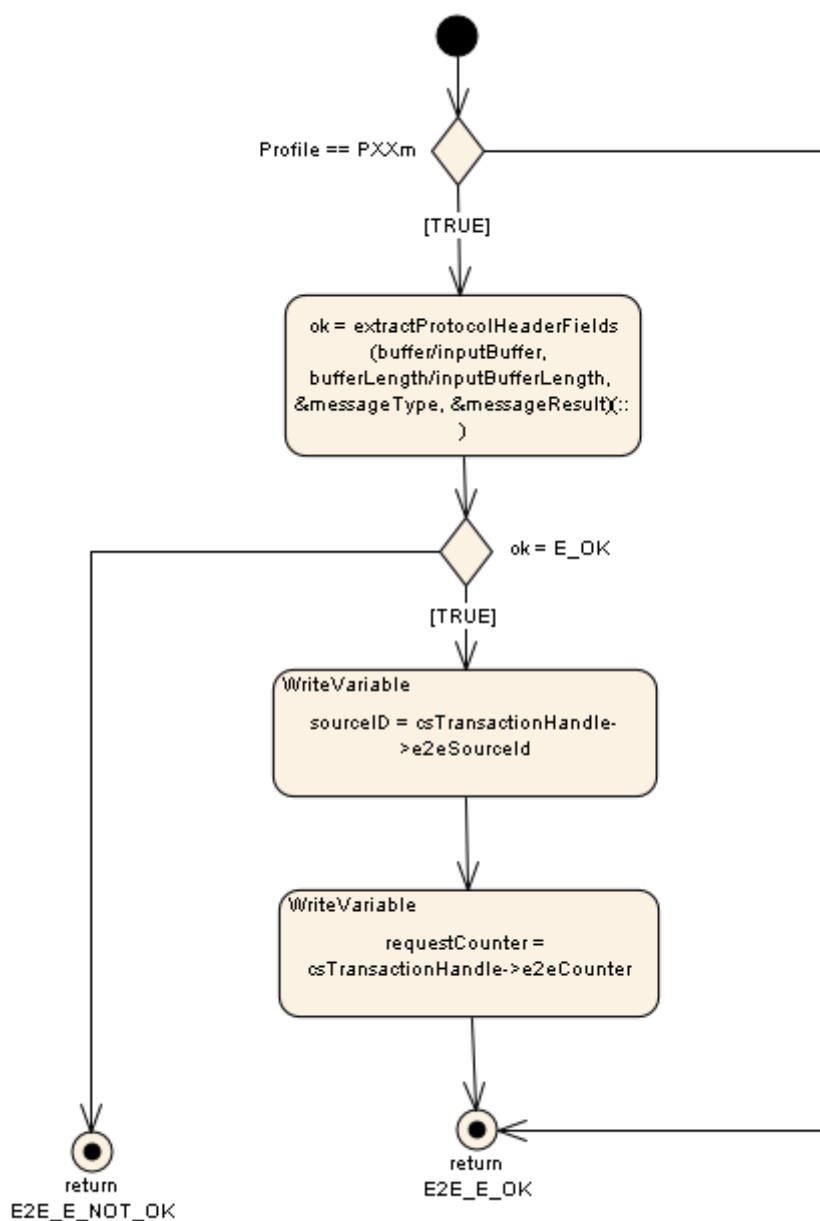 Profile == PXXm
[TRUE]
ok = extractProtocolHeaderFields
(buffer/inputBuffer,
bufferLength/inputBufferLength,
&messageType, &messageResult)(::
)
ok = E_OK
[TRUE]
WriteVariable
sourceID = csTransactionHandle-
>e2eSourceId
WriteVariable
requestCounter =
csTransactionHandle->e2eCounter
return
E2E_E_NOT_OK
return
E2E_E_OK